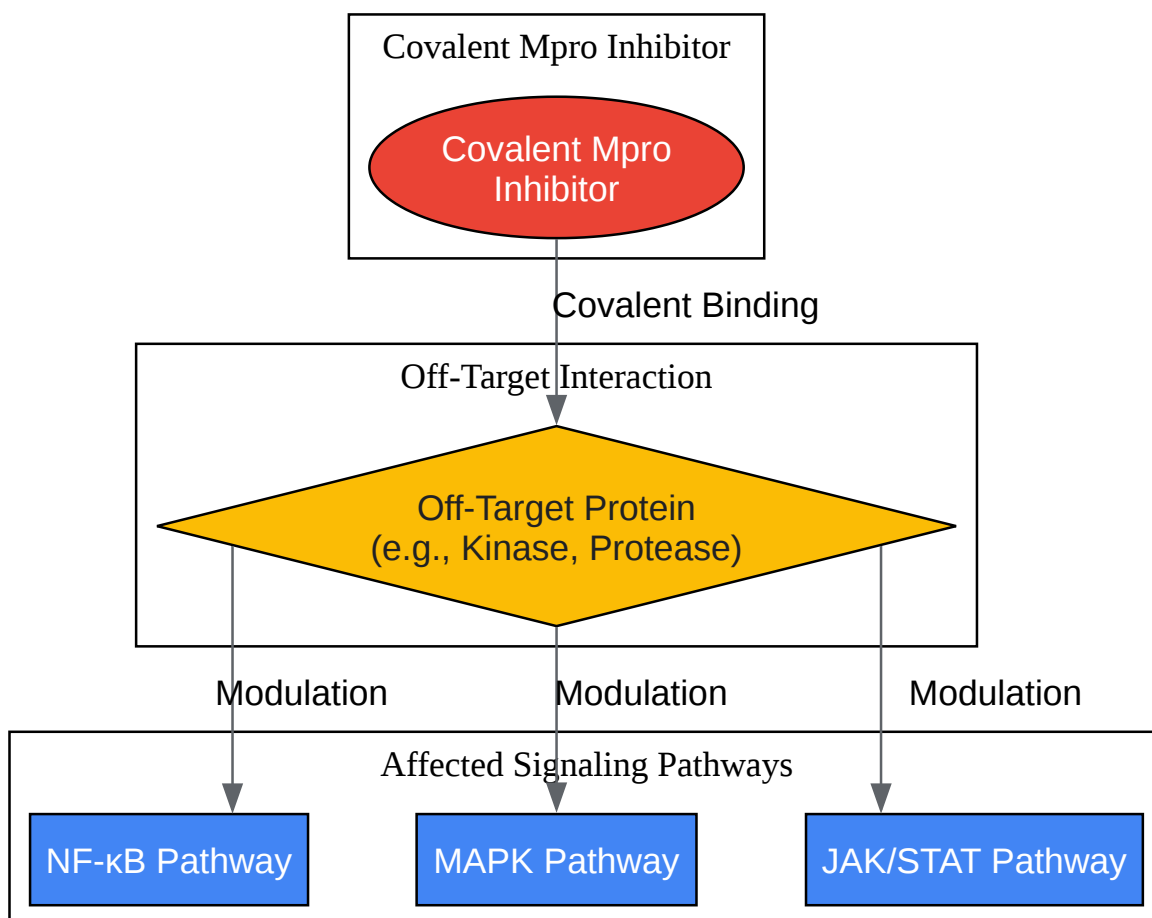 Covalent Mpro Inhibitor
Covalent Mpro
Inhibitor
Covalent Binding
Off-Target Interaction
Off-Target Protein
(e.g., Kinase, Protease)
Modulation
Modulation
Modulation
Affected Signaling Pathways
NF-κB Pathway
MAPK Pathway
JAK/STAT Pathway